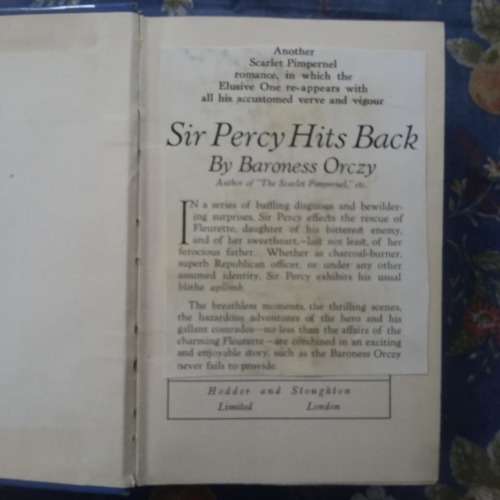 Another
Scarlet Pimpernel
romance, in which the
Elusive One re-appears with
all his accustomed verve and vigour
Sir Percy Hits Back
By Baroness Orczy
Author of "The Scarlet Pimpernel," etc.
IN a series of baffling disguises and bewilder-
ing surprises, Sir Percy effects the rescue of
Fleurette, daughter of his bitterest enemy,
and of her sweetheart,—last not least, of her
ferocious father. Whether as charcoal-burner,
superb Republican officer, or under any other
assumed identity, Sir Percy exhibits his usual
blithe aplomb.
The breathless moments, the thrilling scenes,
the hazardous adventures of the hero and his
gallant comrades—no less than the affairs of the
charming Fleurette—are combined in an exciting
and enjoyable story, such as the Baroness Orczy
never fails to provide.
Hodder and Stoughton
Limited London